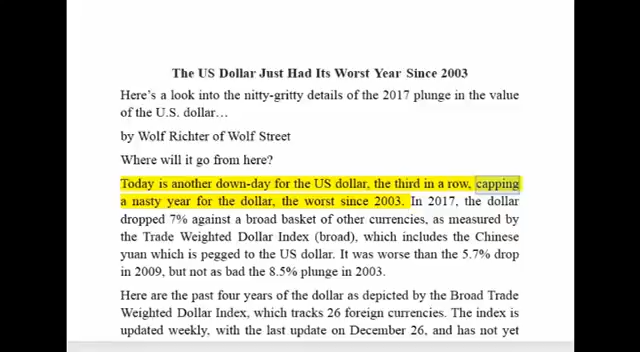 The US Dollar Just Had Its Worst Year Since 2003
Here's a look into the nitty-gritty details of the 2017 plunge in the value
of the U.S. dollar…
by Wolf Richter of Wolf Street
Where will it go from here?
Today is another down-day for the US dollar, the third in a row, capping
a nasty year for the dollar, the worst since 2003. In 2017, the dollar
dropped 7% against a broad basket of other currencies, as measured by
the Trade Weighted Dollar Index (broad), which includes the Chinese
yuan which is pegged to the US dollar. It was worse than the 5.7% drop
in 2009, but not as bad the 8.5% plunge in 2003.
Here are the past four years of the dollar as depicted by the Broad Trade
Weighted Dollar Index, which tracks 26 foreign currencies. The index is
updated weekly, with the last update on December 26, and has not yet